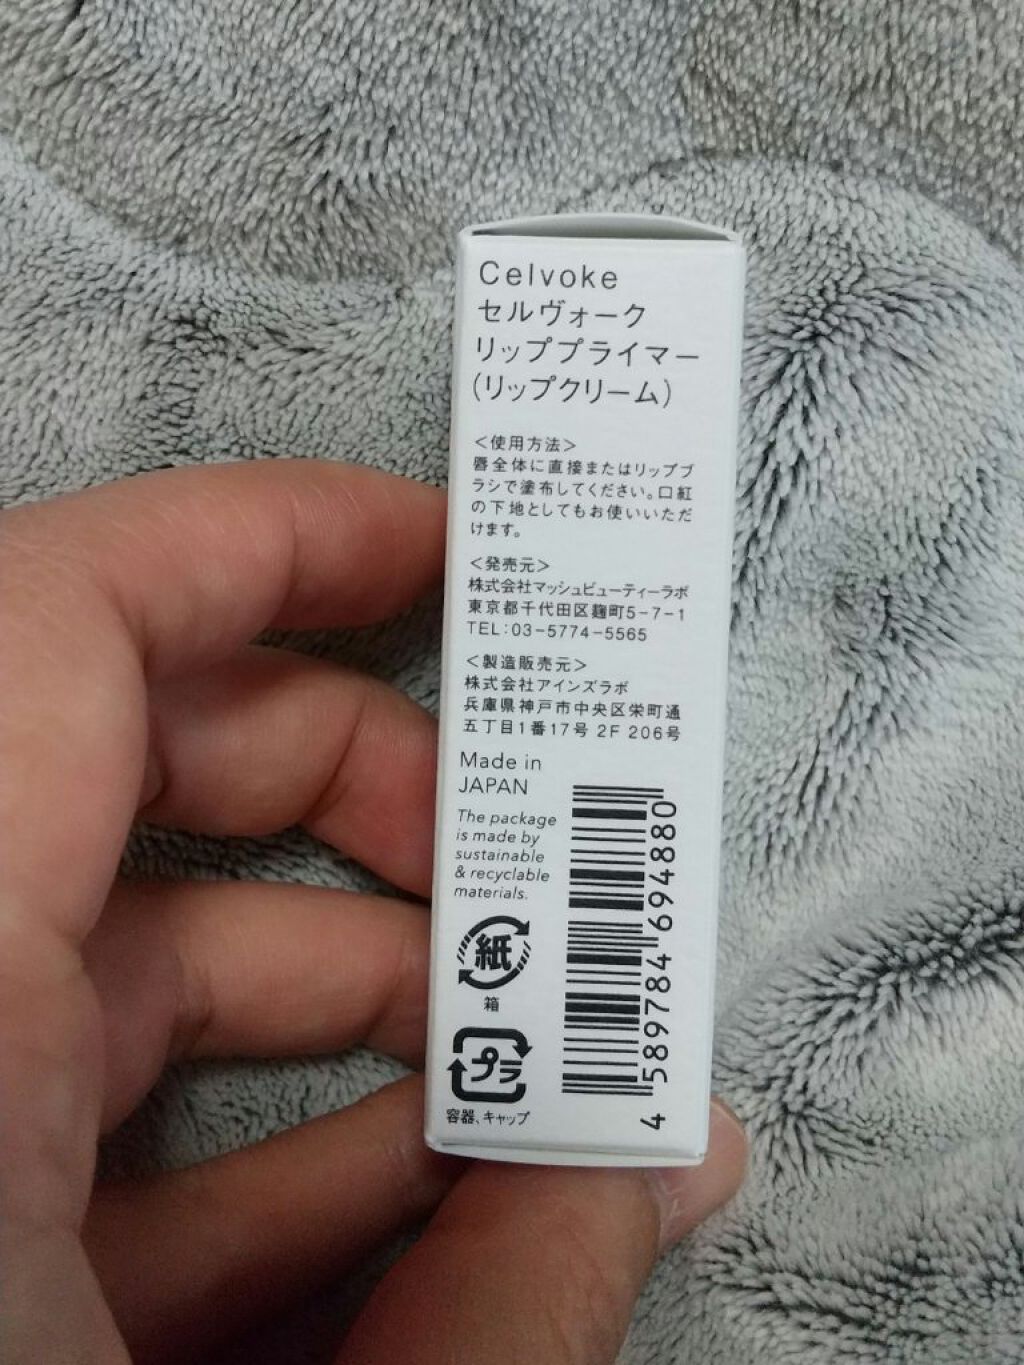 Celvoke
セルヴォーク
リッププライマー
(リップクリーム)
＜使用方法＞
唇全体に直接またはリップブ
ラシで塗布してください。口紅
の下地としてもお使いいただ
けます。
＜発売元＞
株式会社マッシュビューティーラボ
東京都千代田区麹町5-7-1
TEL:03-5774-5565
＜製造販売元＞
株式会社アインズラボ
兵庫県神戸市中央区栄町通
五丁目1番17号 2F 206号
Made in
JAPAN
The package
is made by
sustainable
& recyclable
materials.
紙
箱
プラ
容器、キャップ
4 589784 694880